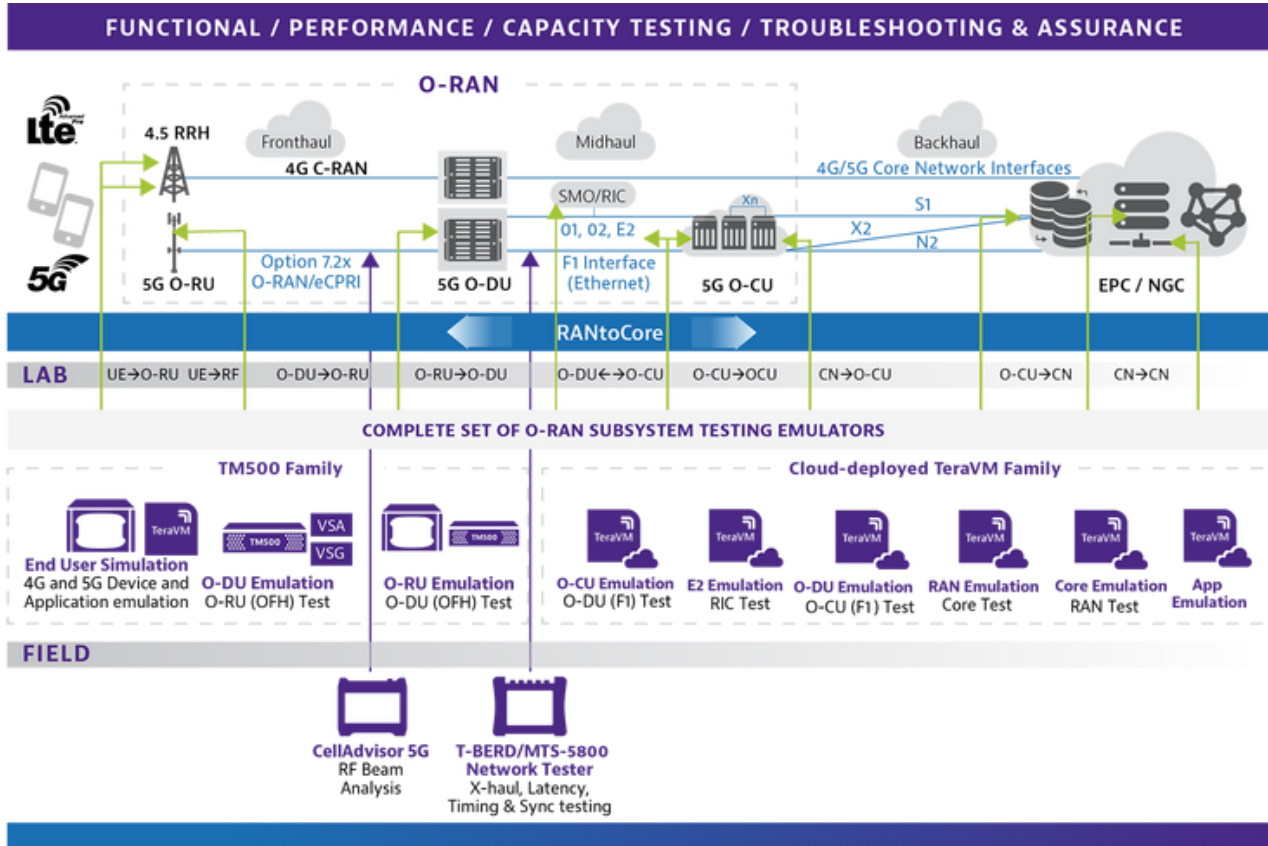 FUNCTIONAL / PERFORMANCE / CAPACITY TESTING / TROUBLESHOOTING & ASSURANCE
O-RAN
Lte
Advanced
Pro
4.5 RRH
Fronthaul
Midhaul
Backhaul
4G C-RAN
4G/5G Core Network Interfaces
SMO/RIC
Xn
S1
O1, O2, E2
X2
N2
Option 7.2x
O-RAN/eCPRI
F1 Interface
(Ethernet)
5G
5G O-RU
5G O-DU
5G O-CU
EPC / NGC
RANtoCore
LAB
UE→O-RU UE→RF
O-DU→O-RU
O-RU→O-DU
O-DU←→O-CU
O-CU→OCU
CN→O-CU
O-CU→CN
CN→CN
COMPLETE SET OF O-RAN SUBSYSTEM TESTING EMULATORS
TM500 Family
Cloud-deployed TeraVM Family
TeraVM
End User Simulation
4G and 5G Device and
Application emulation
TM500
VSA
VSG
O-DU Emulation
O-RU (OFH) Test
TM500
O-RU Emulation
O-DU (OFH) Test
TeraVM
O-CU Emulation
O-DU (F1) Test
TeraVM
E2 Emulation
RIC Test
TeraVM
O-DU Emulation
O-CU (F1) Test
TeraVM
RAN Emulation
Core Test
TeraVM
Core Emulation
RAN Test
TeraVM
App
Emulation
FIELD
CellAdvisor 5G
RF Beam
Analysis
T-BERD/MTS-5800
Network Tester
X-haul, Latency,
Timing & Sync testing